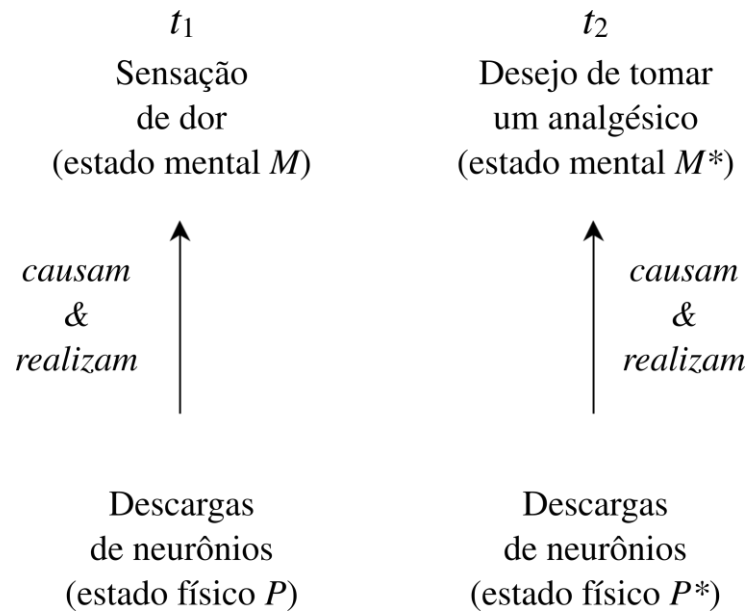 t1
Sensação
de dor
(estado mental M)
causam
&
realizam
Descargas
de neurônios
(estado físico P)
t2
Desejo de tomar
um analgésico
(estado mental M*)
causam
&
realizam
Descargas
de neurônios
(estado físico P*)